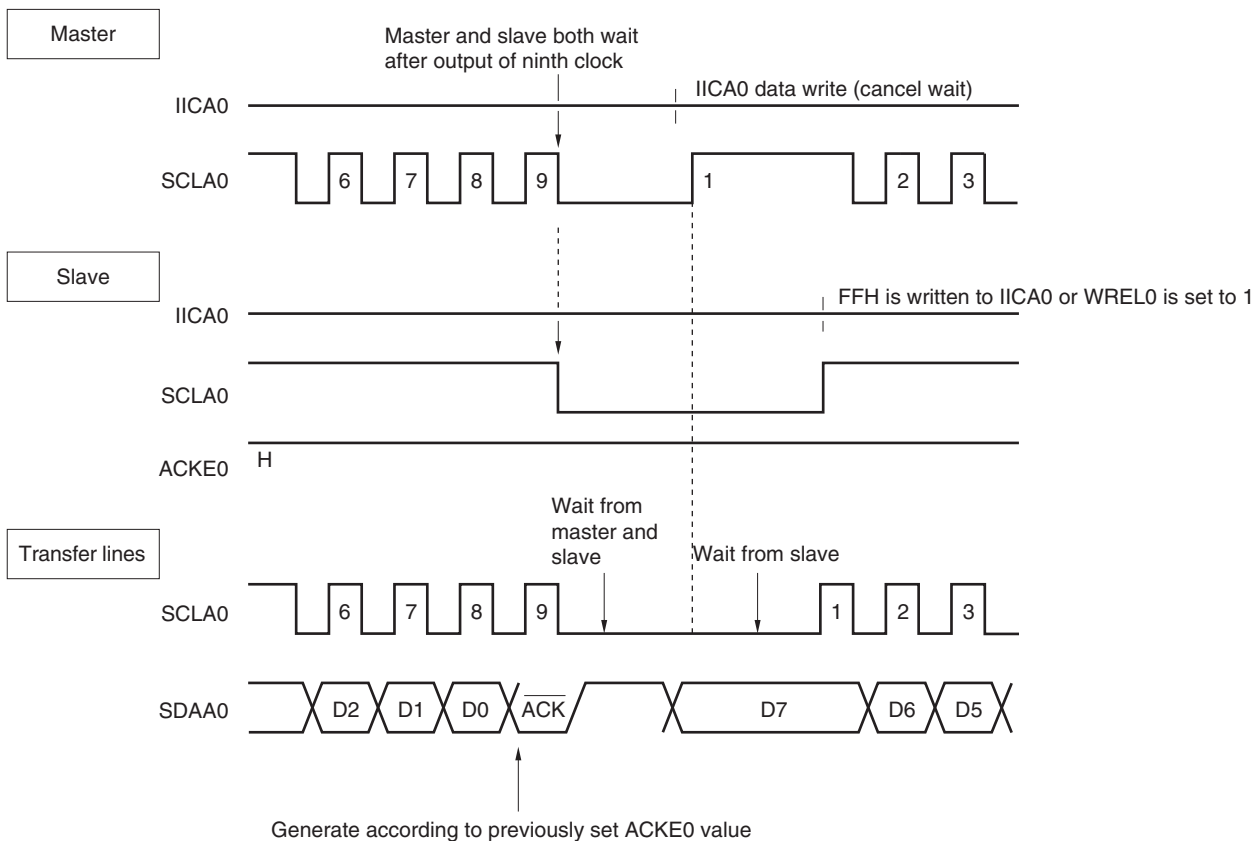 Master
Master and slave both wait
after output of ninth clock
IICA0
IICA0 data write (cancel wait)
SCLA0
6 7 8 9 1 2 3
Slave
IICA0
FFH is written to IICA0 or WREL0 is set to 1
SCLA0
ACKE0
H
Transfer lines
Wait from
master and
slave
Wait from slave
SCLA0
6 7 8 9 1 2 3
SDAA0
D2 D1 D0 ACK D7 D6 D5
Generate according to previously set ACKE0 value